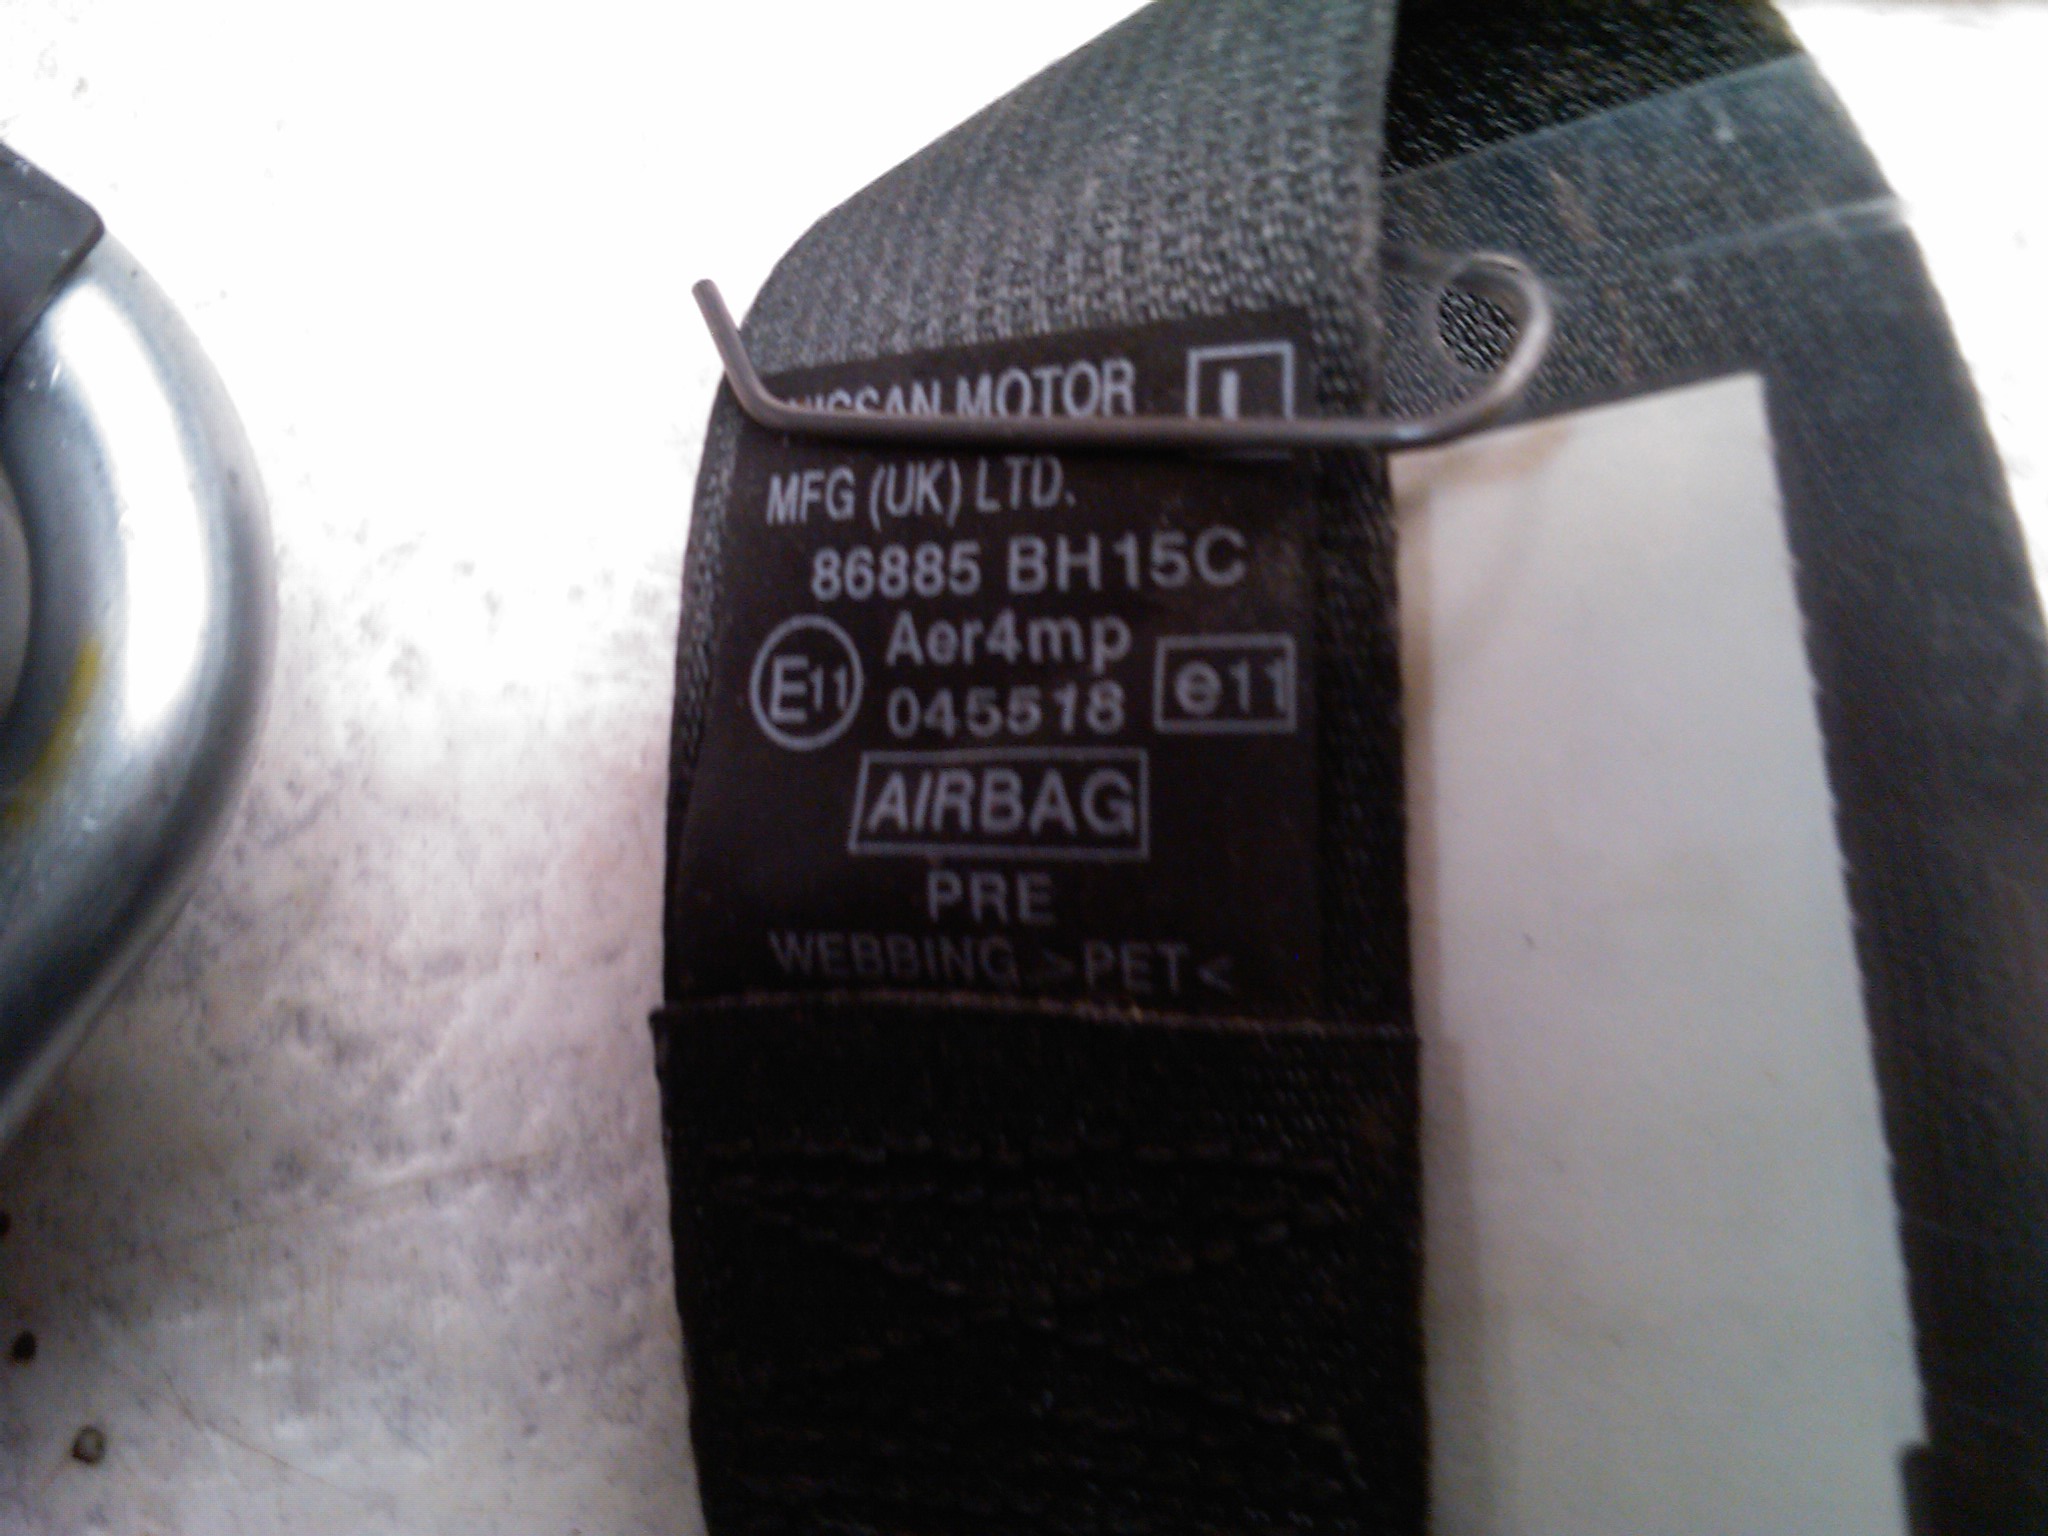 NISSAN MOTOR L
MFG (UK) LTD.
86885 BH15C
E11 Aer4mp e11
045518
AIRBAG
PRE
WEBBING >PET<